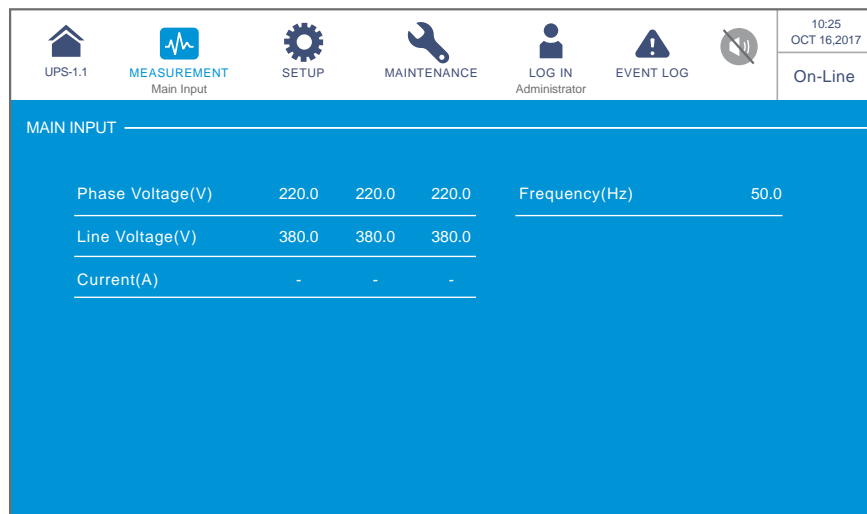 UPS-1.1
MEASUREMENT
Main Input
SETUP
MAINTENANCE
LOG IN
Administrator
EVENT LOG
10:25
OCT 16,2017
On-Line
MAIN INPUT
Phase Voltage(V) 220.0 220.0 220.0 Frequency(Hz) 50.0
Line Voltage(V) 380.0 380.0 380.0
Current(A) - - -